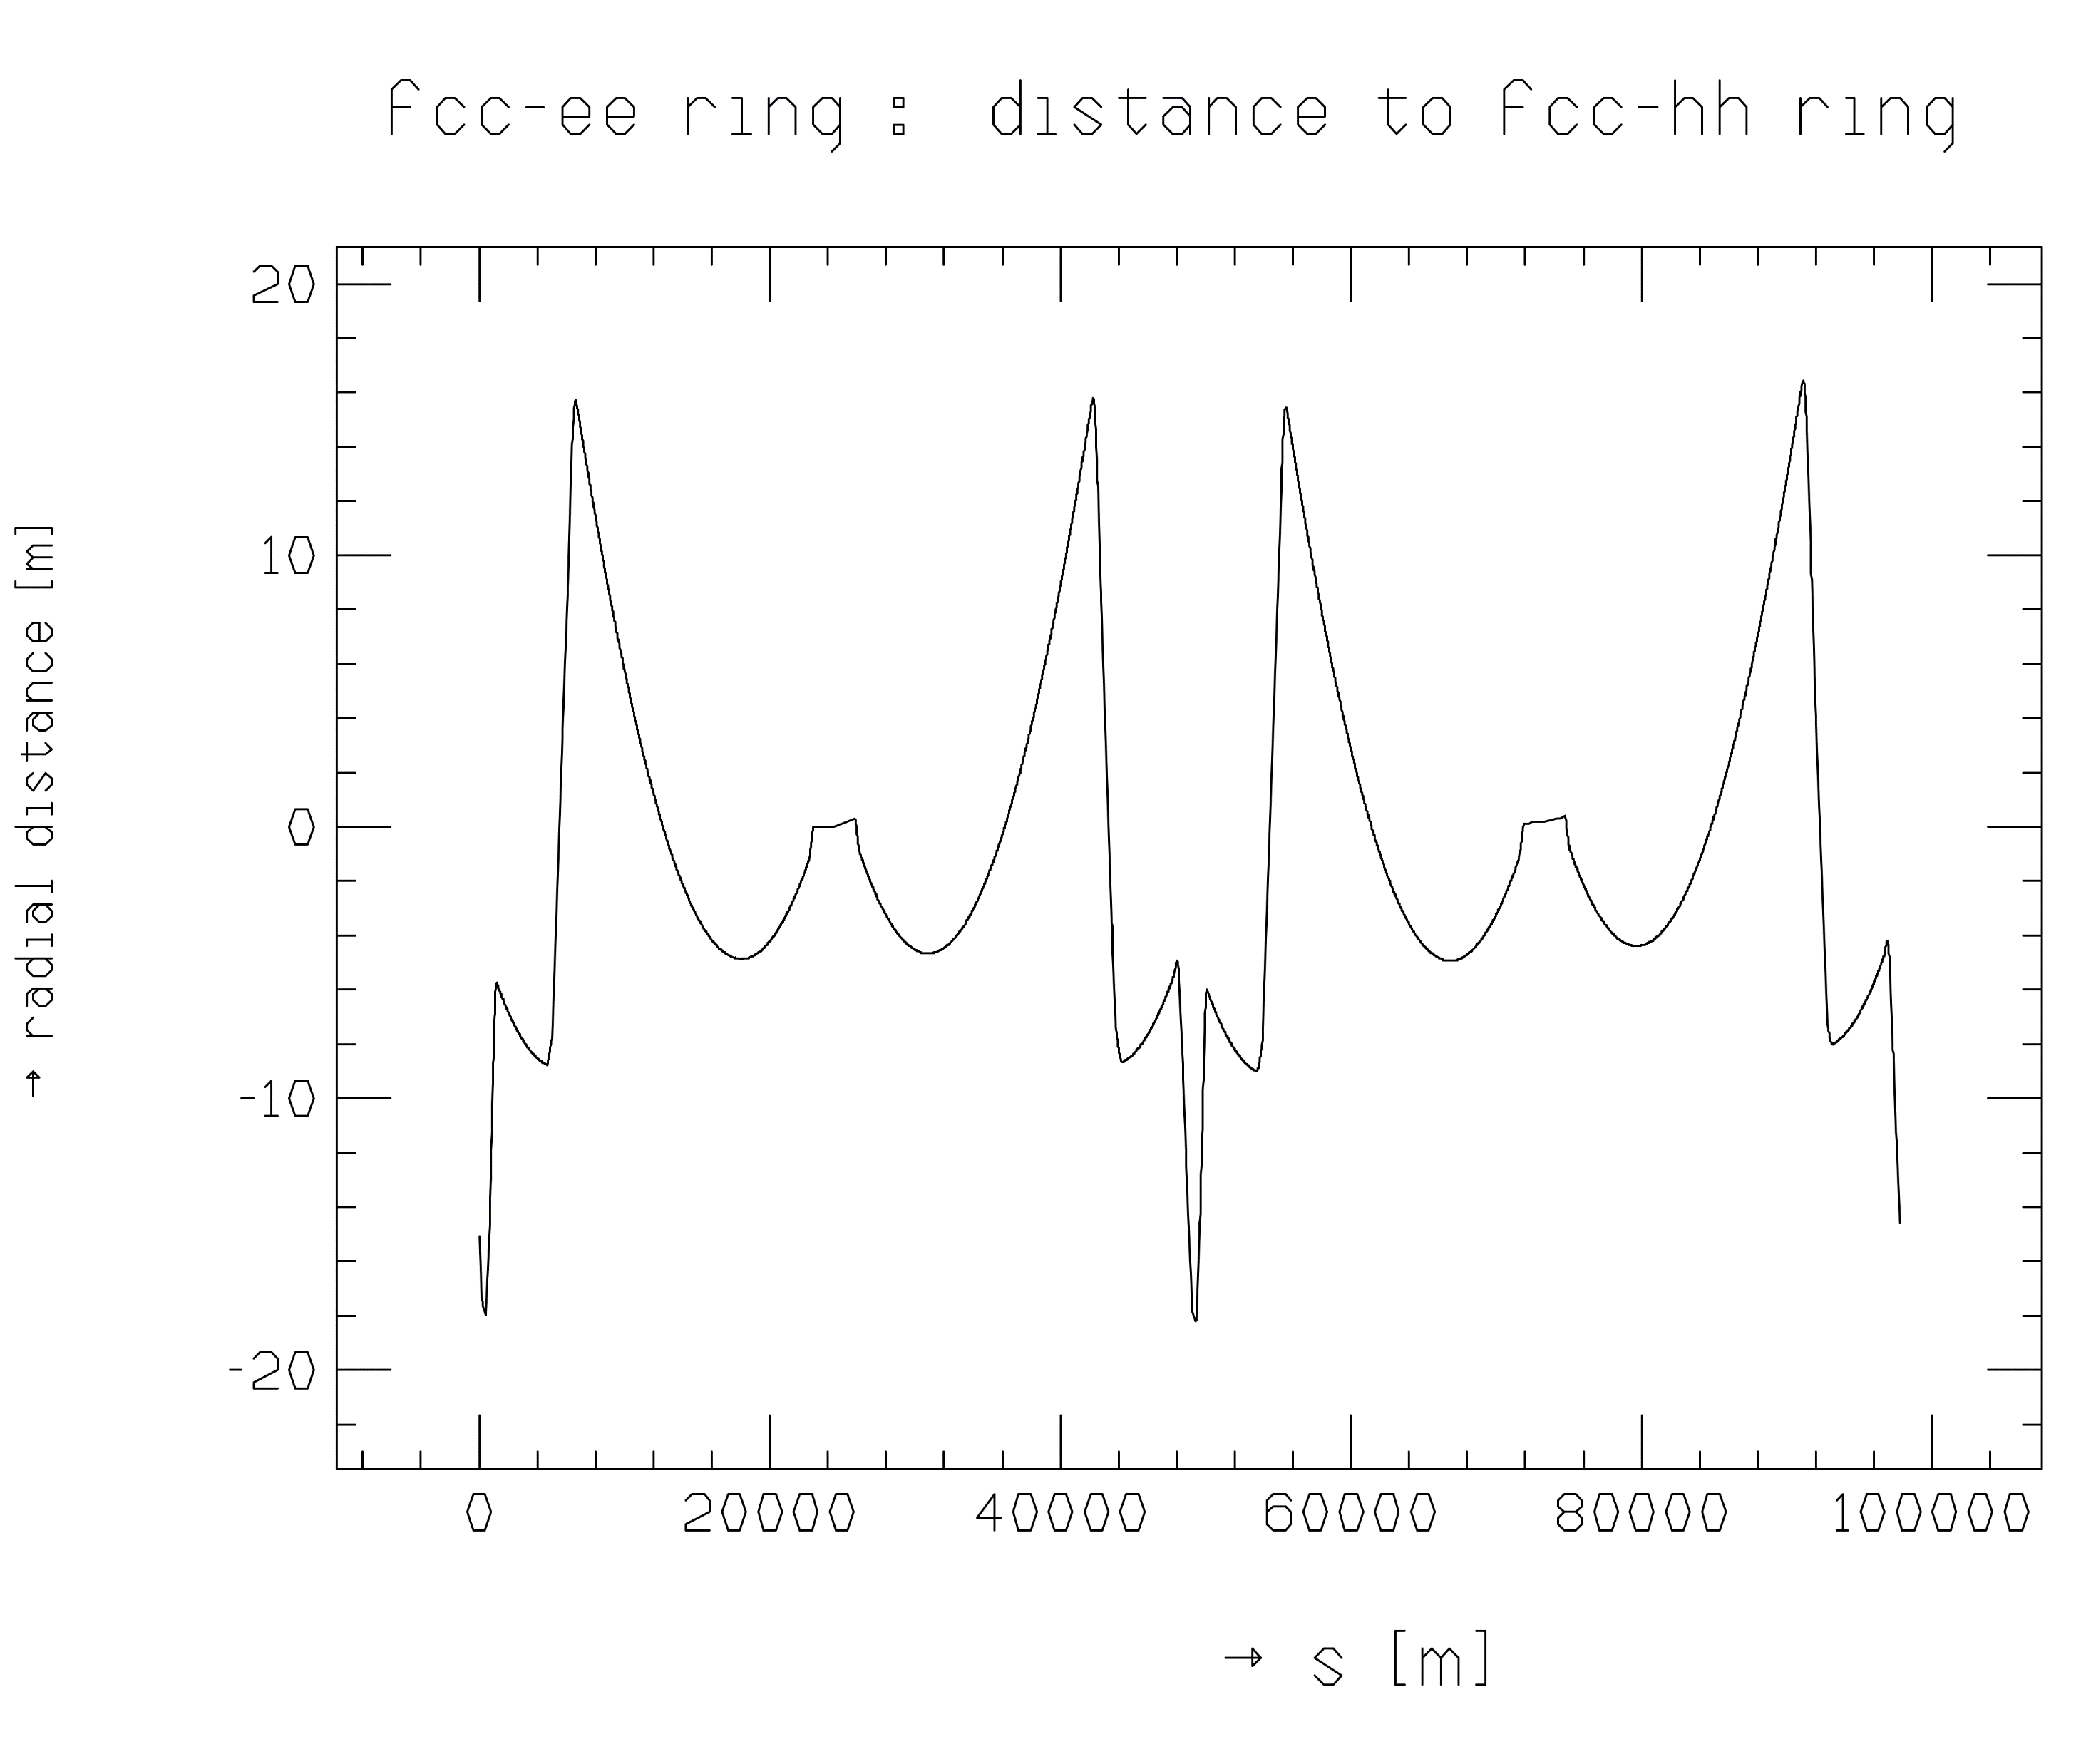 fcc-ee ring : distance to fcc-hh ring
20
10
0
-10
-20
→ radial distance [m]
0 20000 40000 60000 80000 100000
→ s [m]